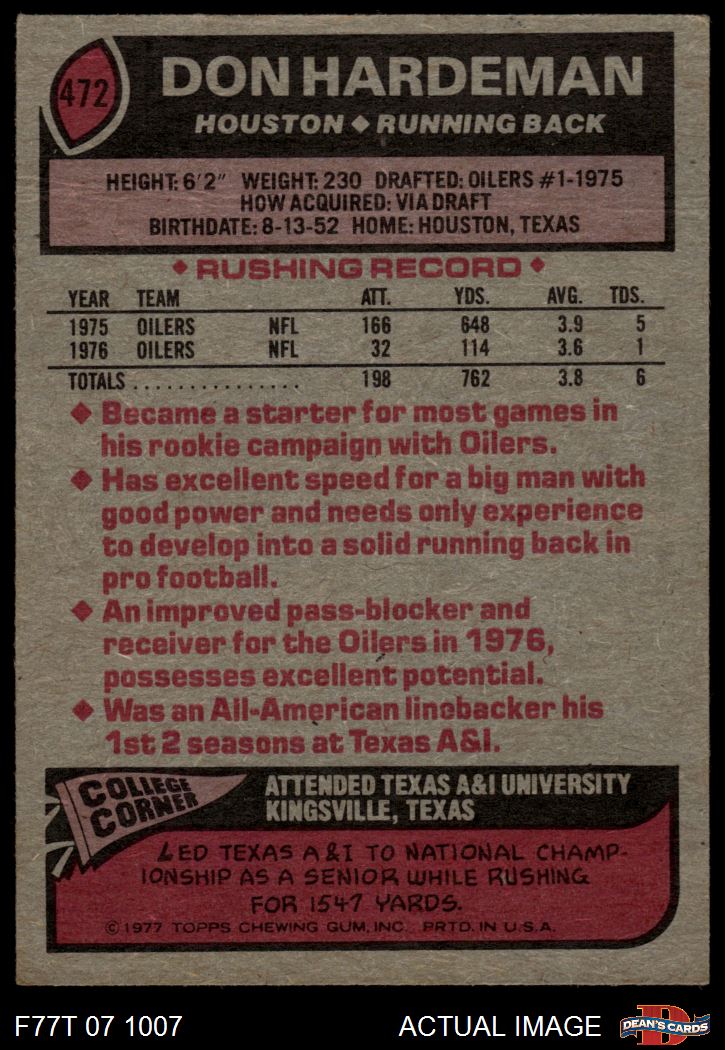 472
DON HARDEMAN
HOUSTON ◆ RUNNING BACK
HEIGHT: 6'2" WEIGHT: 230 DRAFTED: OILERS #1-1975
HOW ACQUIRED: VIA DRAFT
BIRTHDATE: 8-13-52 HOME: HOUSTON, TEXAS
◆ RUSHING RECORD ◆
YEAR TEAM ATT. YDS. AVG. TDS.
1975 OILERS NFL 166 648 3.9 5
1976 OILERS NFL 32 114 3.6 1
TOTALS ................ 198 762 3.8 6
◆ Became a starter for most games in
his rookie campaign with Oilers.
◆ Has excellent speed for a big man with
good power and needs only experience
to develop into a solid running back in
pro football.
◆ An improved pass-blocker and
receiver for the Oilers in 1976,
possesses excellent potential.
◆ Was an All-American linebacker his
1st 2 seasons at Texas A&I.
COLLEGE
CORNER
ATTENDED TEXAS A&I UNIVERSITY
KINGSVILLE, TEXAS
LED TEXAS A&I TO NATIONAL CHAMP-
IONSHIP AS A SENIOR WHILE RUSHING
FOR 1547 YARDS.
© 1977 TOPPS CHEWING GUM, INC. PRTD. IN U.S.A.
F77T 07 1007 ACTUAL IMAGE
D
DEAN'S CARDS